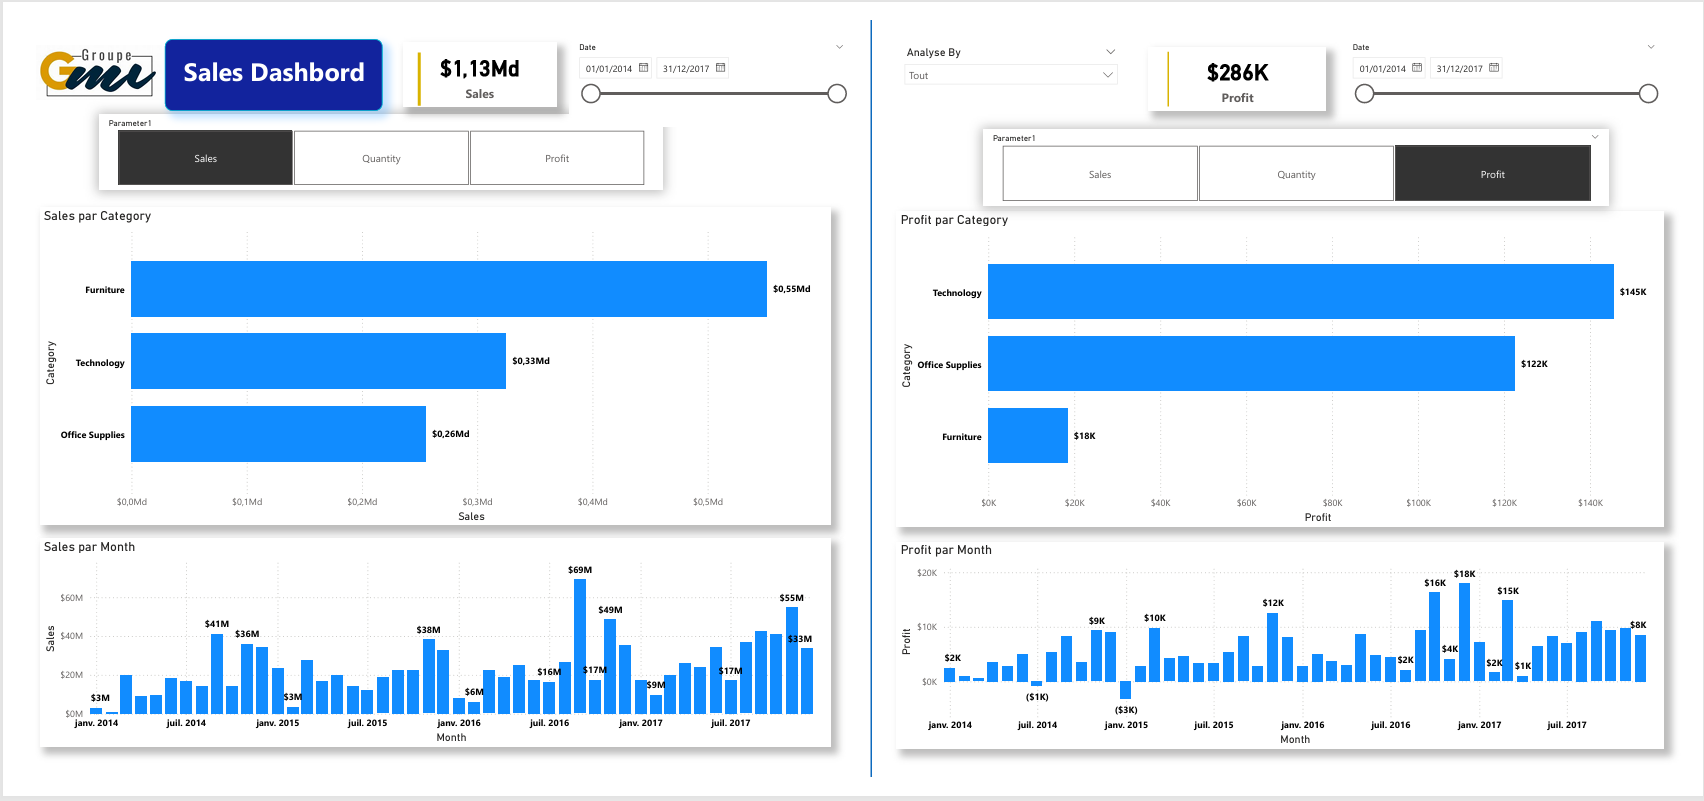 Groupe
Gmi
Sales Dashbord
$1,13Md
Sales
Date
01/01/2014
31/12/2017
Parameter1
Sales
Quantity
Profit
Sales par Category
Category
Furniture
$0,55Md
Technology
$0,33Md
Office Supplies
$0,26Md
$0,0Md
$0,1Md
$0,2Md
$0,3Md
$0,4Md
$0,5Md
Sales
Sales par Month
Sales
$60M
$40M
$20M
$0M
$3M
$41M
$36M
$3M
$38M
$6M
$16M
$69M
$17M
$49M
$9M
$17M
$55M
$33M
janv. 2014
juil. 2014
janv. 2015
juil. 2015
janv. 2016
juil. 2016
janv. 2017
juil. 2017
Month
Analyse By
Tout
$286K
Profit
Date
01/01/2014
31/12/2017
Parameter1
Sales
Quantity
Profit
Profit par Category
Category
Technology
$145K
Office Supplies
$122K
Furniture
$18K
$0K
$20K
$40K
$60K
$80K
$100K
$120K
$140K
Profit
Profit par Month
Profit
$20K
$10K
$0K
$2K
($1K)
$9K
($3K)
$10K
$12K
$2K
$16K
$4K
$18K
$2K
$15K
$1K
$8K
janv. 2014
juil. 2014
janv. 2015
juil. 2015
janv. 2016
juil. 2016
janv. 2017
juil. 2017
Month